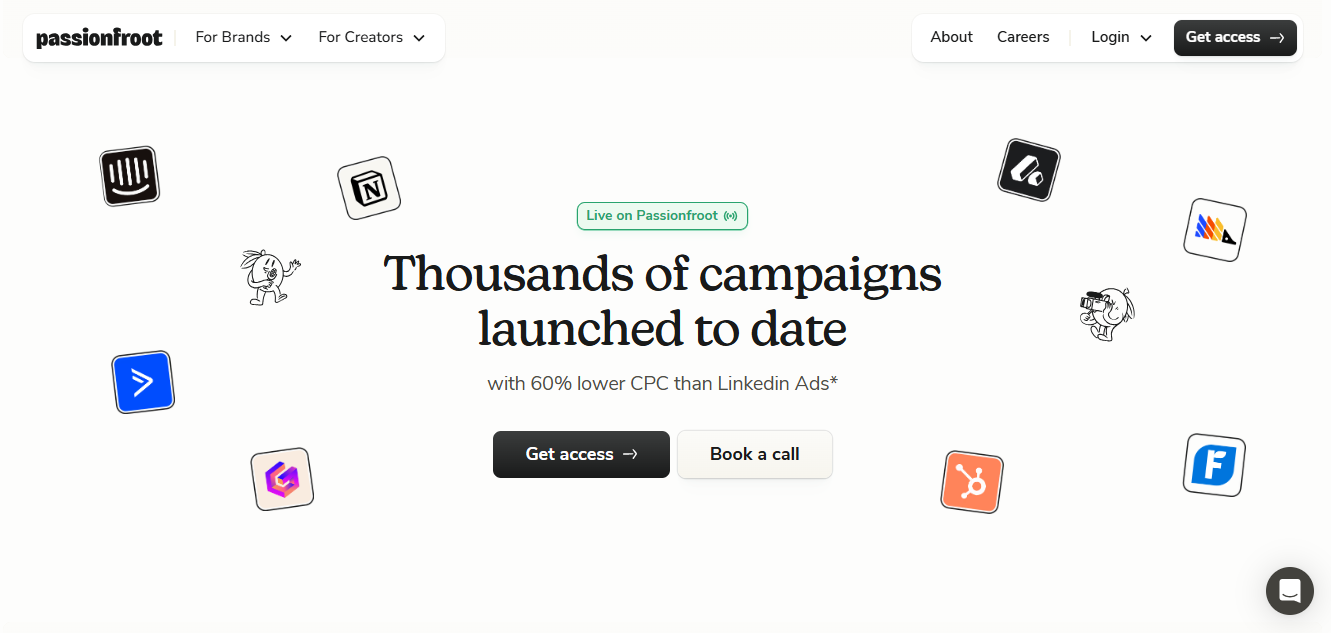 passionfroot
For Brands
For Creators
About
Careers
Login
Get access
Live on Passionfroot
Thousands of campaigns
launched to date
with 60% lower CPC than Linkedin Ads*
Get access
Book a call
N
F